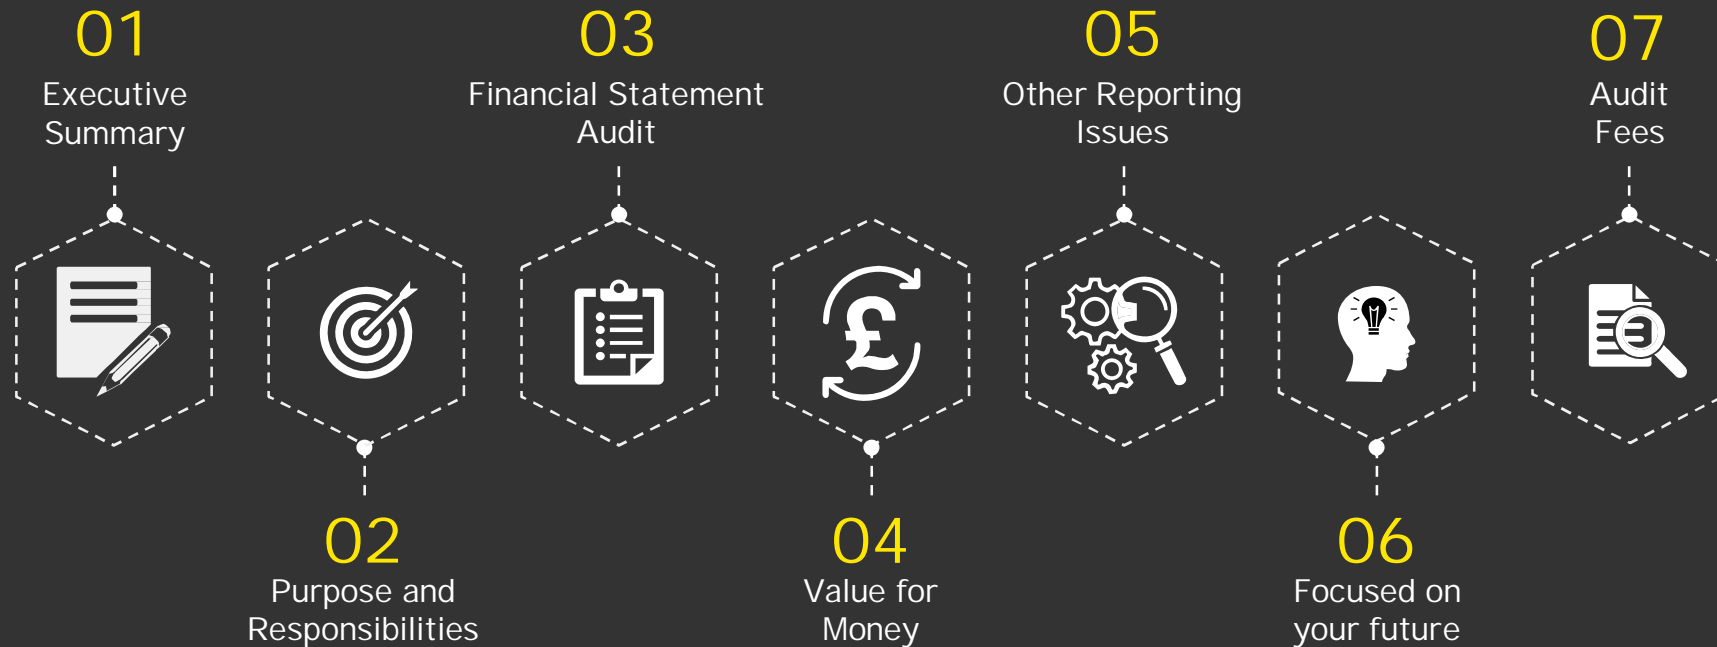 01
Executive
Summary
02
Purpose and
Responsibilities
03
Financial Statement
Audit
04
Value for
Money
05
Other Reporting
Issues
06
Focused on
your future
07
Audit
Fees
£